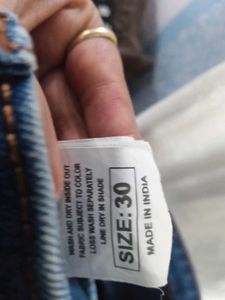 WASH AND DRY INSIDE OUT
FABRIC SUBJECT TO COLOR
LOSS WASH SEPARATELY
LINE DRY IN SHADE
SIZE: 30
MADE IN INDIA